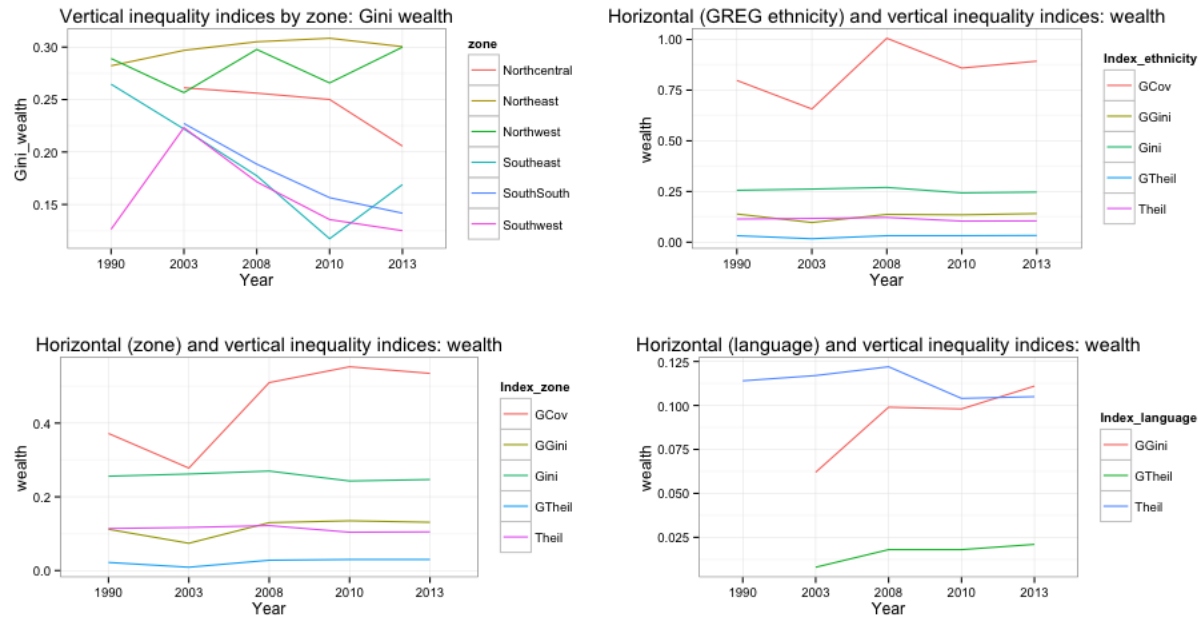 Vertical inequality indices by zone: Gini wealth
Gini_wealth
0.30
0.25
0.20
0.15
1990 2003 2008 2010 2013
Year
zone
Northcentral
Northeast
Northwest
Southeast
SouthSouth
Southwest
Horizontal (GREG ethnicity) and vertical inequality indices: wealth
wealth
1.00
0.75
0.50
0.25
0.00
1990 2003 2008 2010 2013
Year
Index_ethnicity
GCov
GGini
Gini
GTheil
Theil
Horizontal (zone) and vertical inequality indices: wealth
wealth
0.4
0.2
0.0
1990 2003 2008 2010 2013
Year
Index_zone
GCov
GGini
Gini
GTheil
Theil
Horizontal (language) and vertical inequality indices: wealth
wealth
0.125
0.100
0.075
0.050
0.025
1990 2003 2008 2010 2013
Year
Index_language
GGini
GTheil
Theil